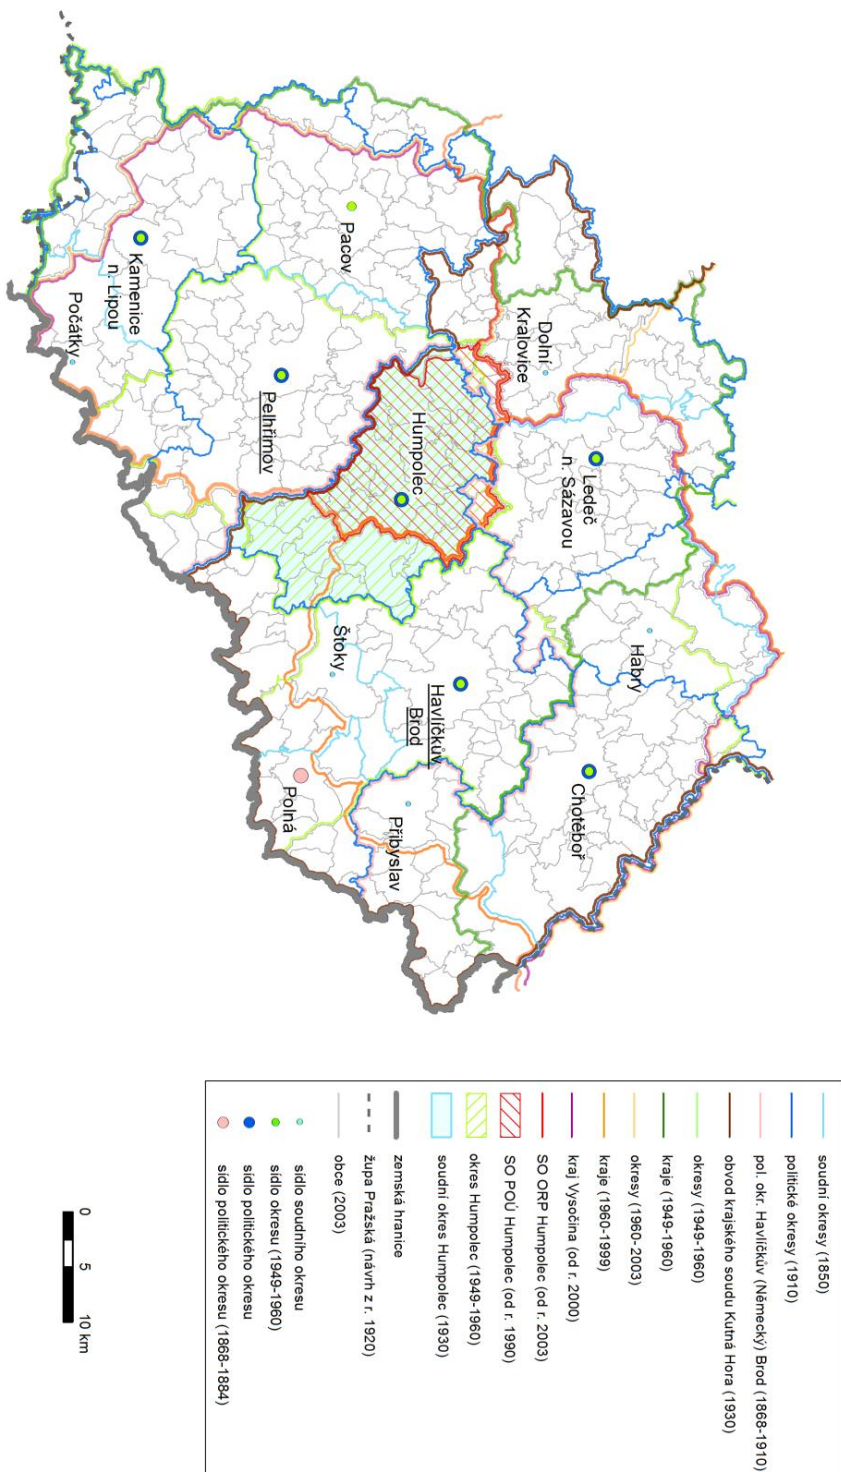 Kamenice
n. Lipou
Počátky
Pacov
Pelhřimov
Dolní
Kralovice
Humpolec
Ledeč
n. Sázavou
Štoky
Habry
Havlíčkův
Brod
Polná
Přibyslav
Chotěboř
soudní okresy (1850)
politické okresy (1910)
pol. okr. Havlíčkův (Německý) Brod (1868-1910)
obvod krajského soudu Kutná Hora (1930)
okresy (1949-1960)
kraje (1949-1960)
okresy (1960-2003)
kraje (1960-1999)
kraj Vysočina (od r. 2000)
SO ORP Humpolec (od r. 2003)
SO POÚ Humpolec (od r. 1990)
okres Humpolec (1949-1960)
soudní okres Humpolec (1930)
zemská hranice
župa Pražská (návrh z r. 1920)
obce (2003)
sídlo soudního okresu
sídlo okresu (1949-1960)
sídlo politického okresu
sídlo politického okresu (1868-1884)
0 5 10 km